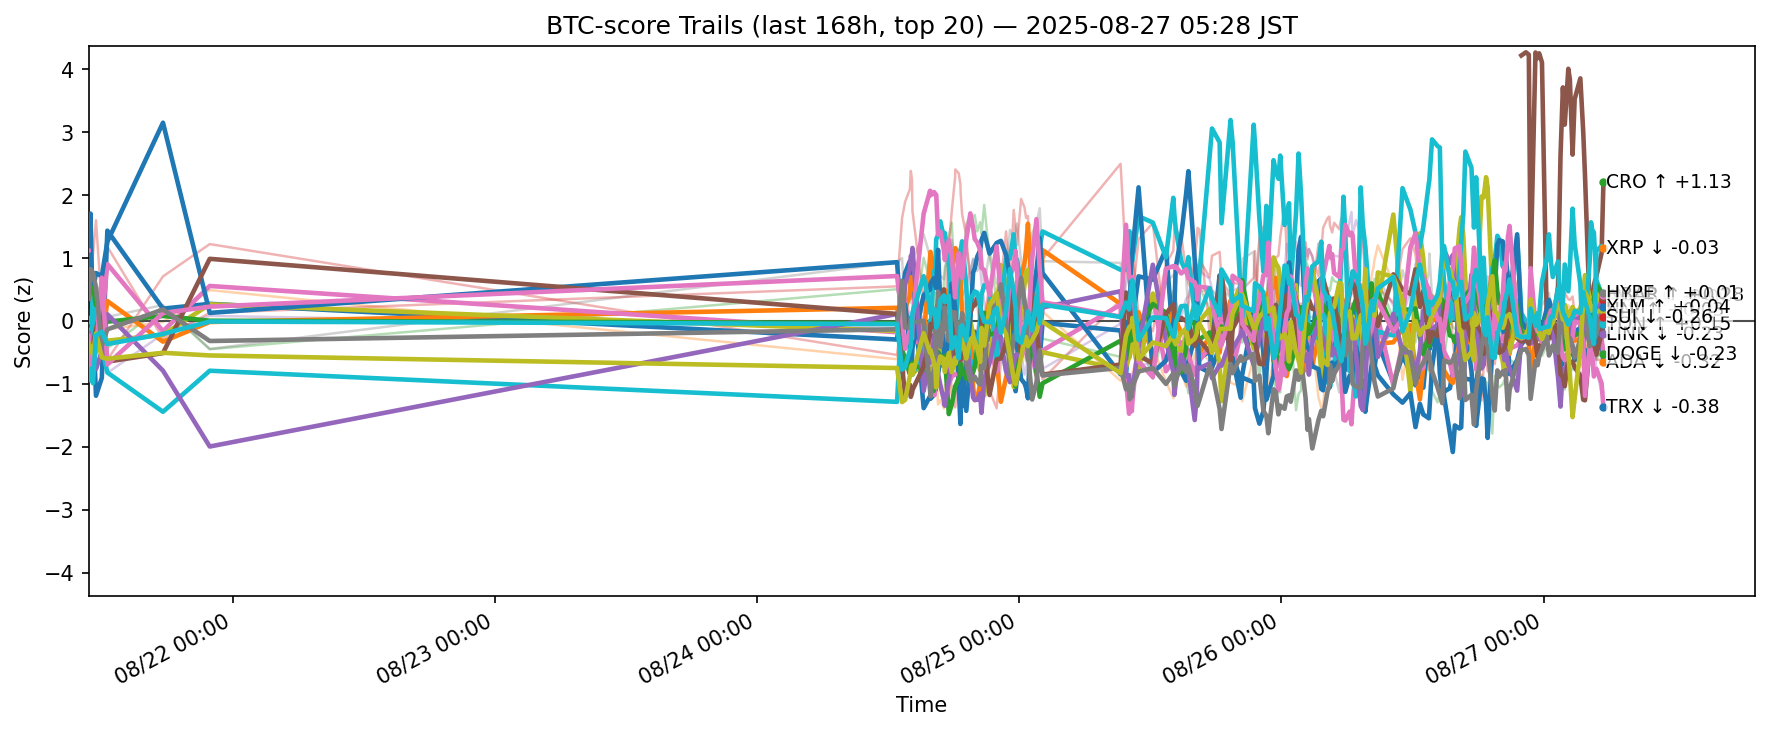 BTC-score Trails (last 168h, top 20) — 2025-08-27 05:28 JST
Score (z)
4
3
2
1
0
−1
−2
−3
−4
CRO ↑ +1.13
XRP ↓ -0.03
HYPE ↑ +0.01
XLM ↑ +0.04
SUI ↓ -0.26
LINK ↓ -0.23
DOGE ↓ -0.23
ADA ↓ -0.32
TRX ↓ -0.38
08/22 00:00
08/23 00:00
08/24 00:00
08/25 00:00
08/26 00:00
08/27 00:00
Time